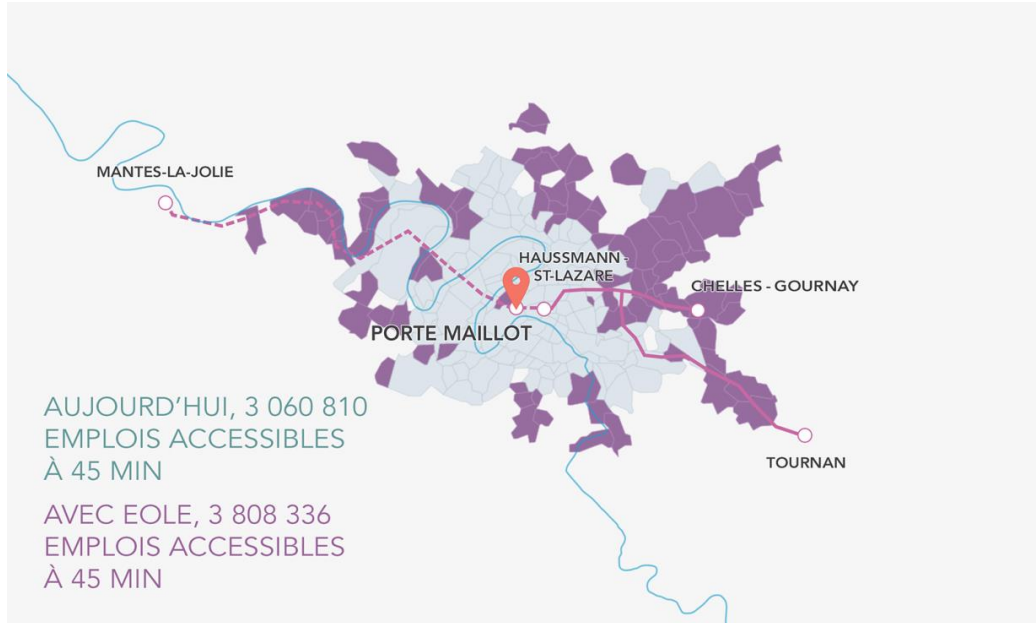 MANTES-LA-JOLIE
HAUSSMANN -
ST-LAZARE
CHELLES - GOURNAY
PORTE MAILLOT
TOURNAN
AUJOURD’HUI, 3 060 810
EMPLOIS ACCESSIBLES
À 45 MIN
AVEC EOLE, 3 808 336
EMPLOIS ACCESSIBLES
À 45 MIN